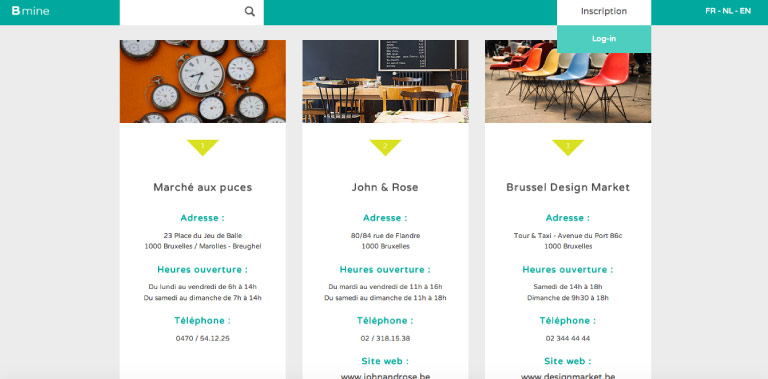 B mine
Inscription
FR - NL - EN
Log-in
1
Marché aux puces
Adresse :
23 Place du Jeu de Balle
1000 Bruxelles / Marolles - Breughel
Heures ouverture :
Du lundi au vendredi de 6h à 14h
Du samedi au dimanche de 7h à 14h
Téléphone :
0470 / 54.12.25
2
John & Rose
Adresse :
80/84 rue de Flandre
1000 Bruxelles
Heures ouverture :
Du mardi au vendredi de 11h à 16h
Du samedi au dimanche de 11h à 18h
Téléphone :
02 / 318.15.38
Site web :
www.johnandrose.be
3
Brussel Design Market
Adresse :
Tour & Taxi - Avenue du Port 86c
1000 Bruxelles
Heures ouverture :
Samedi de 14h à 18h
Dimanche de 9h30 à 18h
Téléphone :
02 344 44 44
Site web :
www.designmarket.be